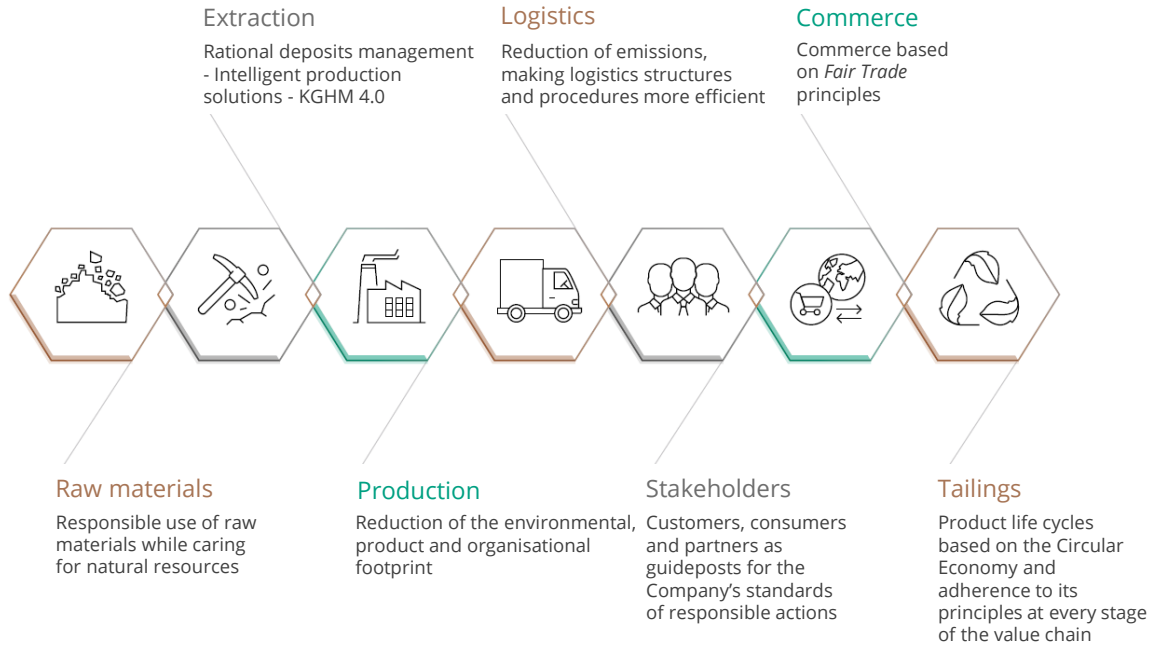 Extraction
Rational deposits management
- Intelligent production
solutions - KGHM 4.0
Logistics
Reduction of emissions,
making logistics structures
and procedures more efficient
Commerce
Commerce based
on Fair Trade
principles
Raw materials
Responsible use of raw
materials while caring
for natural resources
Production
Reduction of the environmental,
product and organisational
footprint
Stakeholders
Customers, consumers
and partners as
guideposts for the
Company’s standards
of responsible actions
Tailings
Product life cycles
based on the Circular
Economy and
adherence to its
principles at every stage
of the value chain